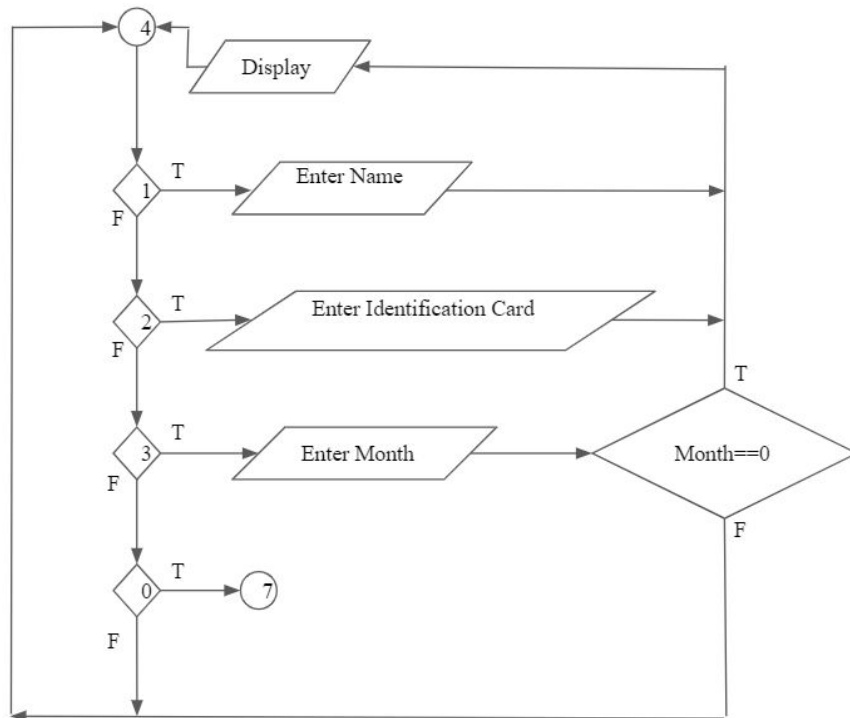 4
Display
T
Enter Name
1
F
T
Enter Identification Card
2
F
T
T
3
Enter Month
Month==0
F
F
T
0
7
F